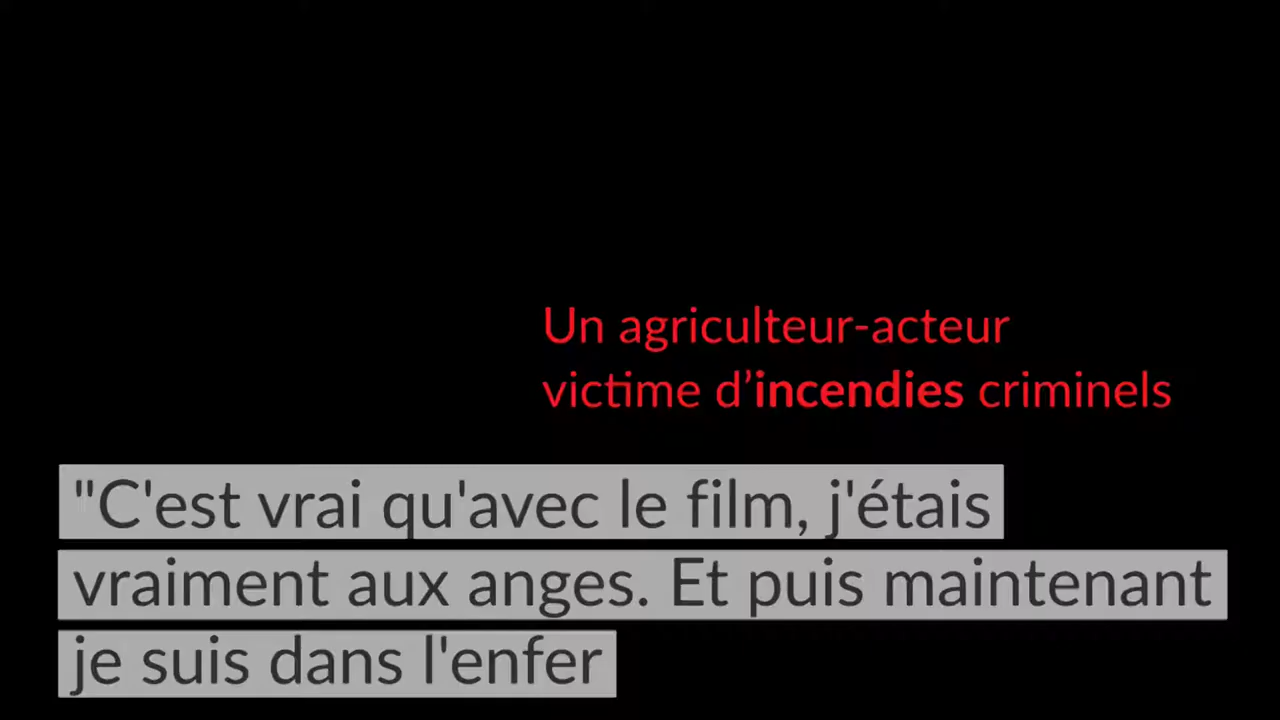 Un agriculteur-acteur
victime d’incendies criminels
"C'est vrai qu'avec le film, j'étais
vraiment aux anges. Et puis maintenant
je suis dans l'enfer